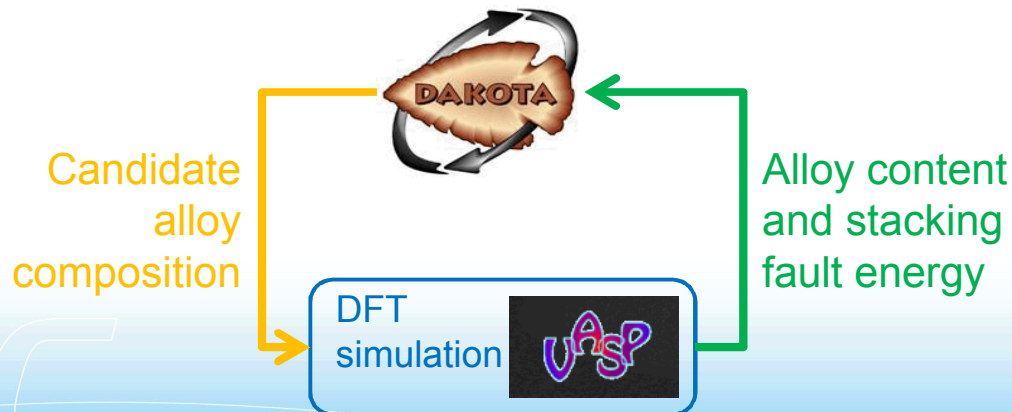 DAKOTA
Candidate
alloy
composition
Alloy content
and stacking
fault energy
DFT
simulation
VASP